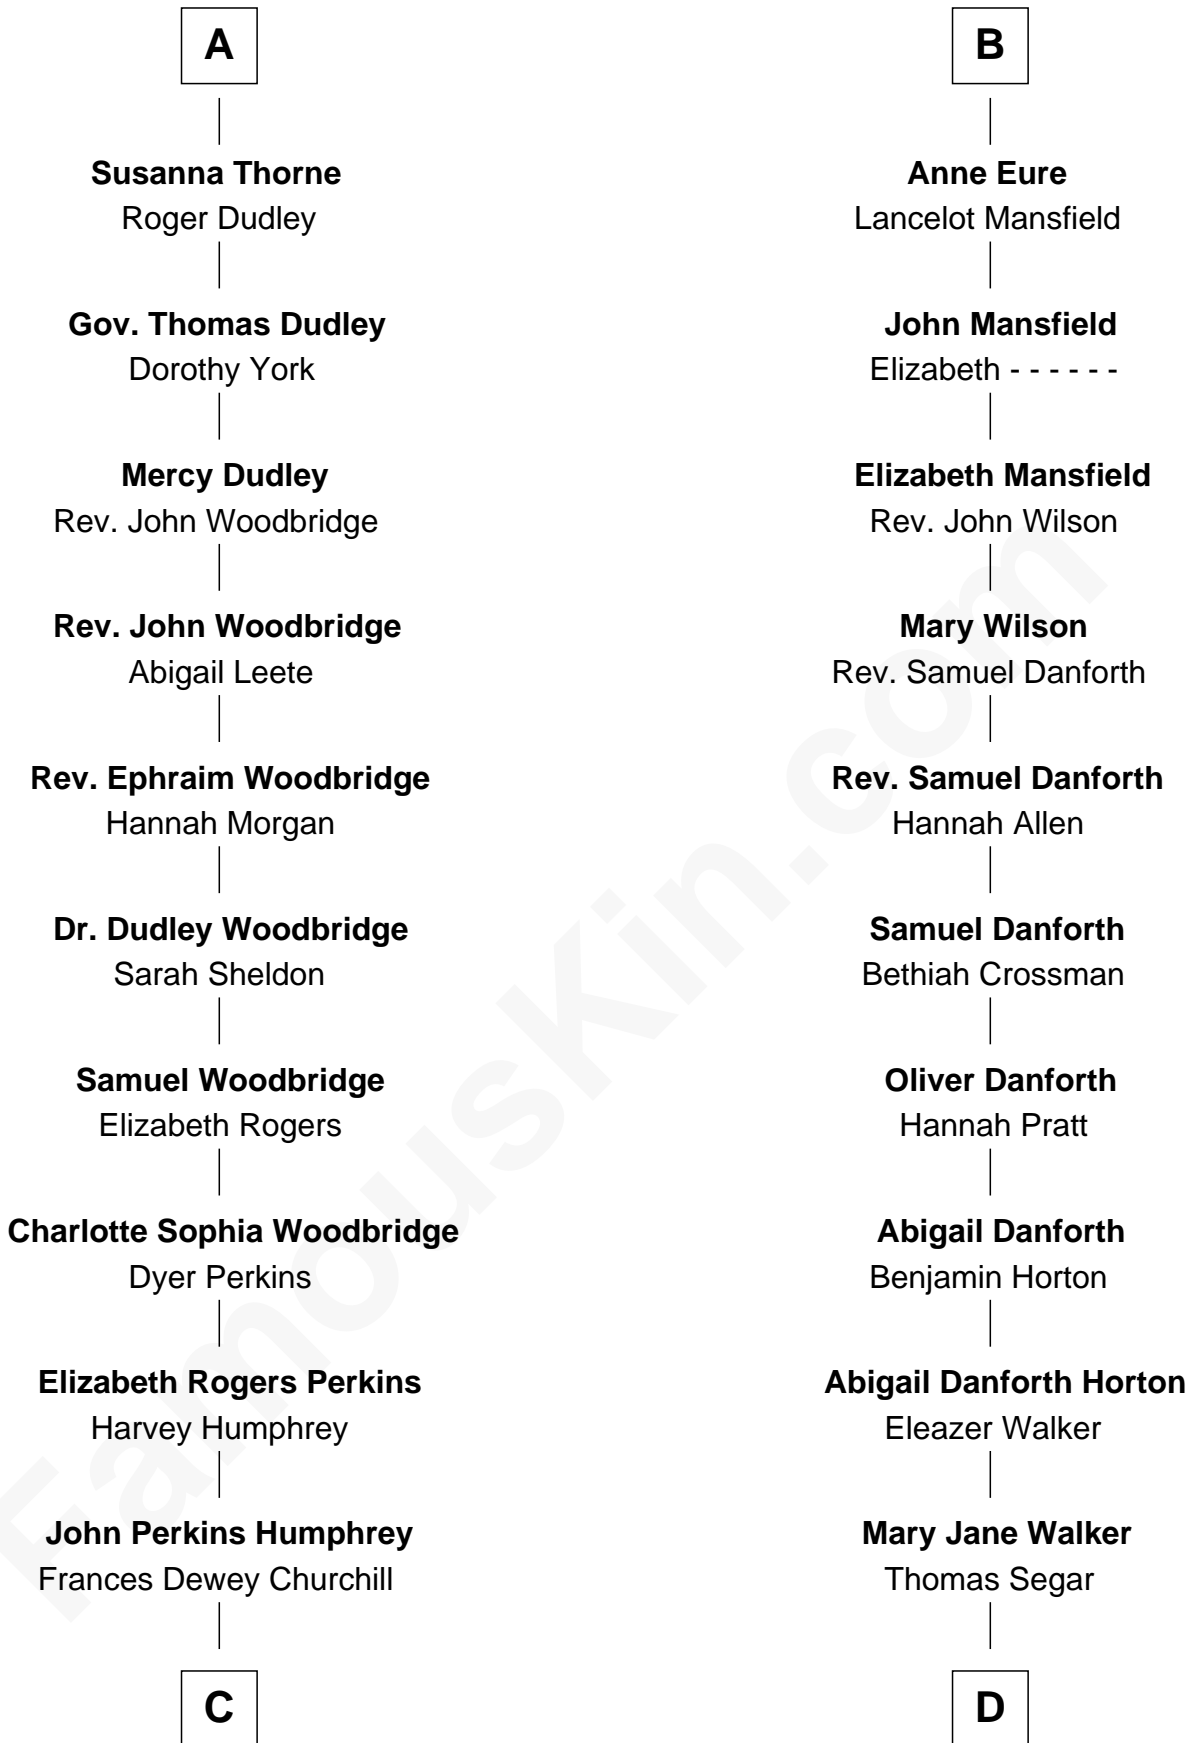 A
Susanna Thorne
Roger Dudley
Gov. Thomas Dudley
Dorothy York
Mercy Dudley
Rev. John Woodbridge
Rev. John Woodbridge
Abigail Leete
Rev. Ephraim Woodbridge
Hannah Morgan
Dr. Dudley Woodbridge
Sarah Sheldon
Samuel Woodbridge
Elizabeth Rogers
Charlotte Sophia Woodbridge
Dyer Perkins
Elizabeth Rogers Perkins
Harvey Humphrey
John Perkins Humphrey
Frances Dewey Churchill
C
B
Anne Eure
Lancelot Mansfield
John Mansfield
Elizabeth - - - - - -
Elizabeth Mansfield
Rev. John Wilson
Mary Wilson
Rev. Samuel Danforth
Rev. Samuel Danforth
Hannah Allen
Samuel Danforth
Bethiah Crossman
Oliver Danforth
Hannah Pratt
Abigail Danforth
Benjamin Horton
Abigail Danforth Horton
Eleazer Walker
Mary Jane Walker
Thomas Segar
D
FamousKin.com